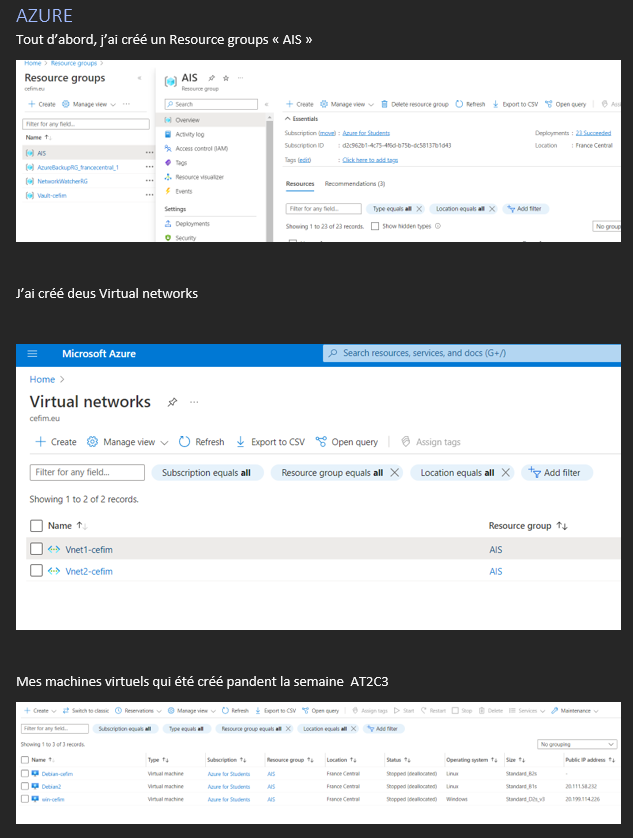 AZURE
Tout d’abord, j’ai créé un Resource groups « AIS »
Home > Resource groups >
Resource groups
cefim.eu
+ Create Manage view
Filter for any field...
Name ↑
AIS
AzureBackupRG_francecentral_1
NetworkWatcherRG
Vault-cefim
AIS
Resource group
Search
Overview
Activity log
Access control (IAM)
Tags
Resource visualizer
Events
Settings
Deployments
Security
+ Create Manage view Delete resource group Refresh Export to CSV Open query
Essentials
Subscription (move) : Azure for Students
Deployments : 23 Succeeded
Subscription ID : d2c962b1-4c75-4f6d-b75b-dc58137b1d43
Location : France Central
Tags (edit) : Click here to add tags
Resources Recommendations (3)
Filter for any field... Type equals all Location equals all Add filter
Showing 1 to 23 of 23 records. Show hidden types
No group
J’ai créé deus Virtual networks
Microsoft Azure
Search resources, services, and docs (G+/)
Home >
Virtual networks
cefim.eu
+ Create Manage view Refresh Export to CSV Open query Assign tags
Filter for any field... Subscription equals all Resource group equals all Location equals all Add filter
Showing 1 to 2 of 2 records.
Name ↑↓ Resource group ↑↓
Vnet1-cefim AIS
Vnet2-cefim AIS
Mes machines virtuels qui été créé pandent la semaine AT2C3
+ Create Switch to classic Reservations Manage view Refresh Export to CSV Open query Assign tags Start Restart Stop Delete Services Maintenance
Filter for any field... Subscription equals all Type equals all Resource group equals all Location equals all Add filter
Showing 1 to 3 of 3 records.
No grouping
Name ↑↓ Type ↑↓ Subscription ↑↓ Resource group ↑↓ Location ↑↓ Status ↑↓ Operating system ↑↓ Size ↑↓ Public IP address ↑↓
Debian-cefim Virtual machine Azure for Students AIS France Central Stopped (deallocated) Linux Standard_B2s -
Debian2 Virtual machine Azure for Students AIS France Central Stopped (deallocated) Linux Standard_B1s 20.111.58.232
Virtual machine Azure for Students AIS France Central Stopped (deallocated) Windows Standard_D2s_v3 20.199.114.226